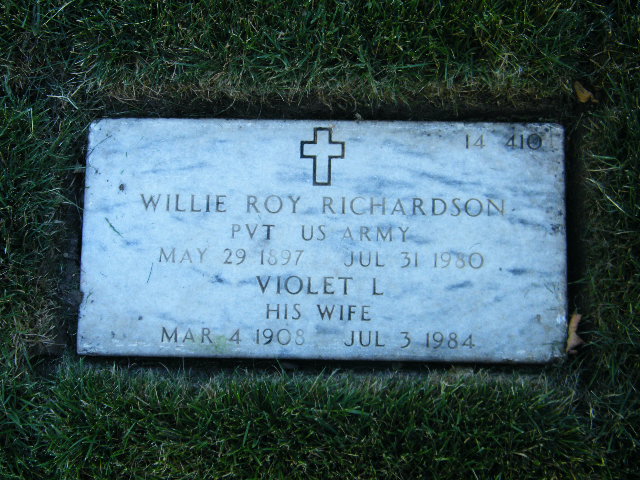 14 410
WILLIE ROY RICHARDSON
PVT US ARMY
MAY 29 1897 JUL 31 1980
VIOLET L
HIS WIFE
MAR 4 1908 JUL 3 1984